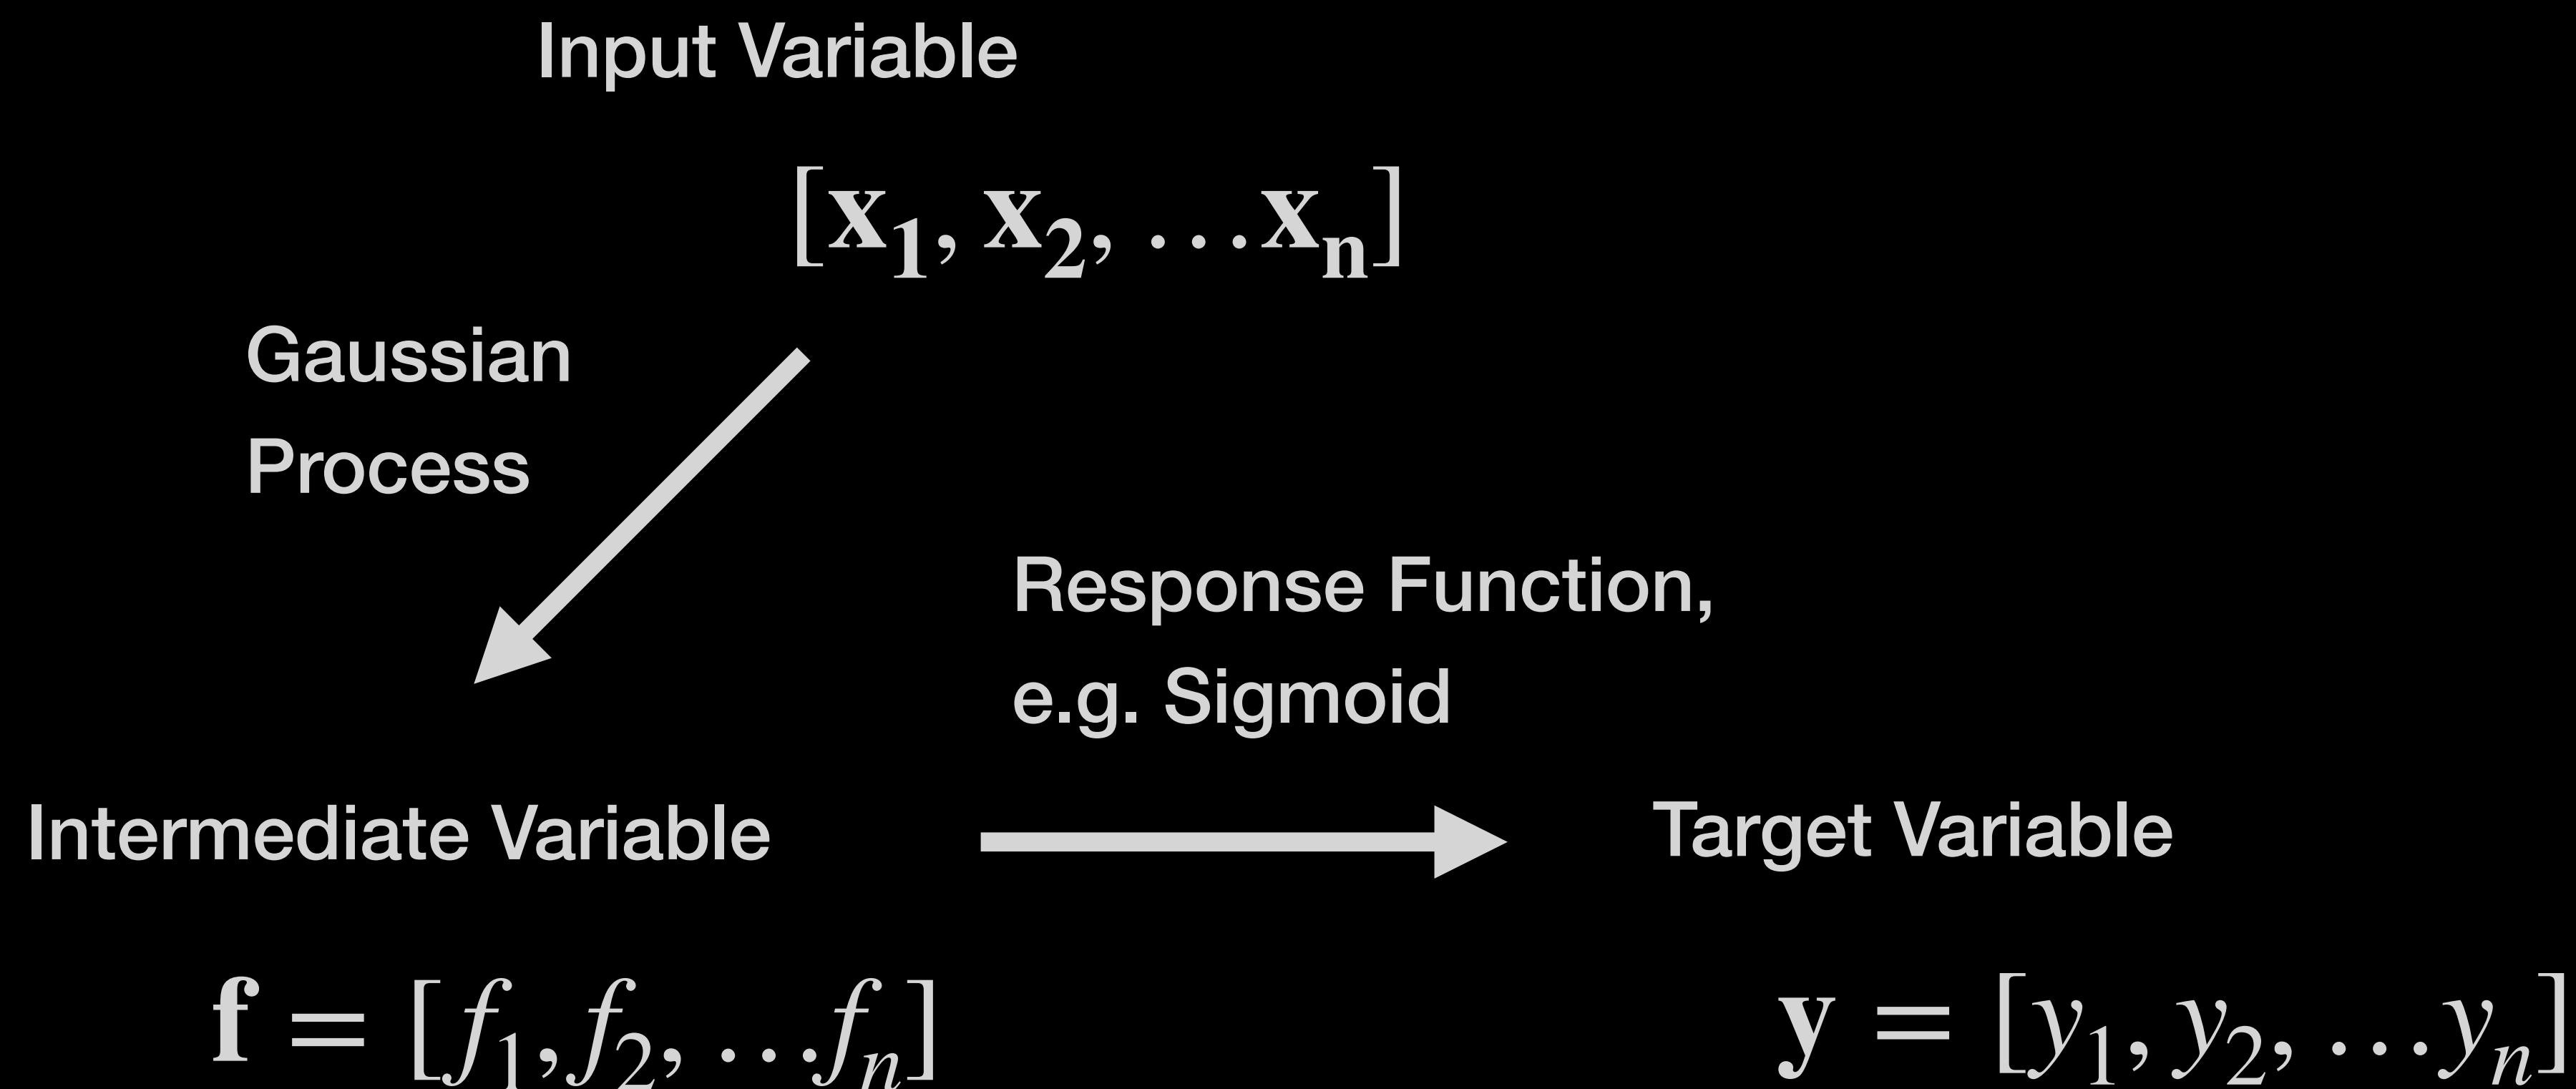 Input Variable
[x₁, x₂, …xₙ]
Gaussian
Process
Response Function,
e.g. Sigmoid
Intermediate Variable
Target Variable
f = [f₁, f₂, …fₙ]
y = [y₁, y₂, …yₙ]